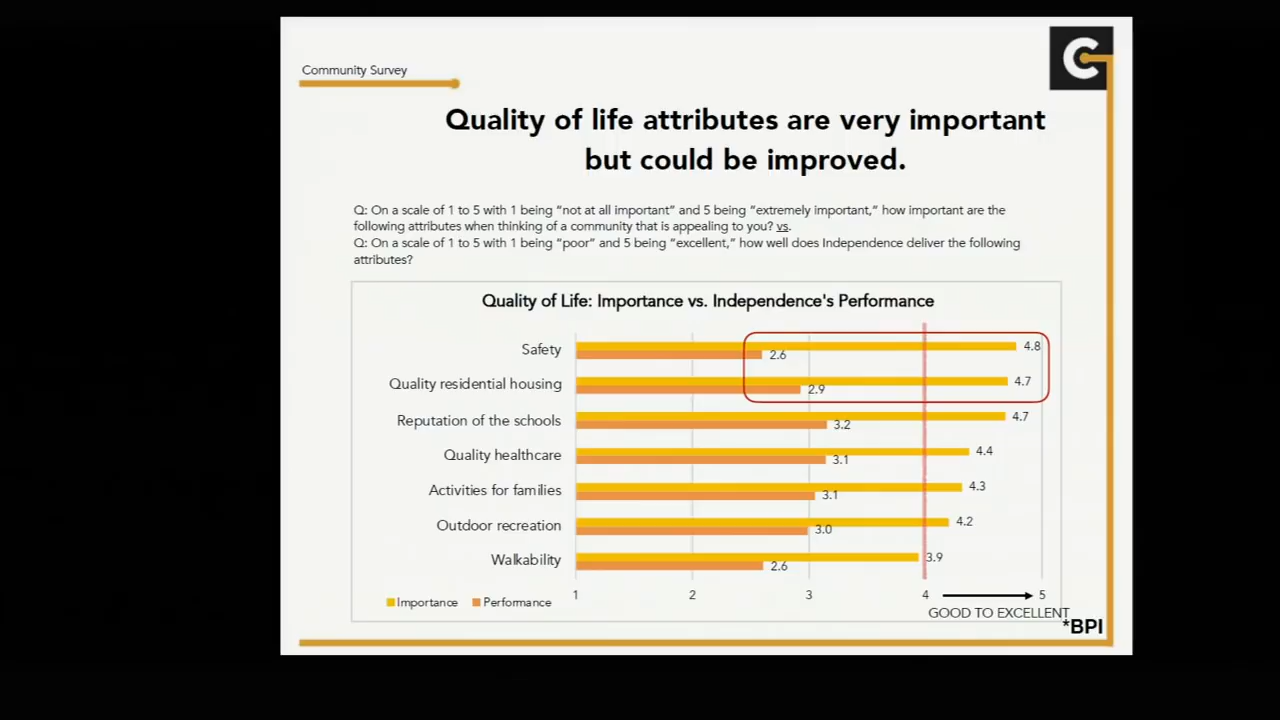 Community Survey
Quality of life attributes are very important
but could be improved.
Q: On a scale of 1 to 5 with 1 being “not at all important” and 5 being “extremely important,” how important are the
following attributes when thinking of a community that is appealing to you? vs.
Q: On a scale of 1 to 5 with 1 being “poor” and 5 being “excellent,” how well does Independence deliver the following
attributes?
Quality of Life: Importance vs. Independence's Performance
Safety
4.8
2.6
Quality residential housing
4.7
2.9
Reputation of the schools
4.7
3.2
Quality healthcare
4.4
3.1
Activities for families
4.3
3.1
Outdoor recreation
4.2
3.0
Walkability
3.9
2.6
1 2 3 4 5
Importance Performance
GOOD TO EXCELLENT
*BPI